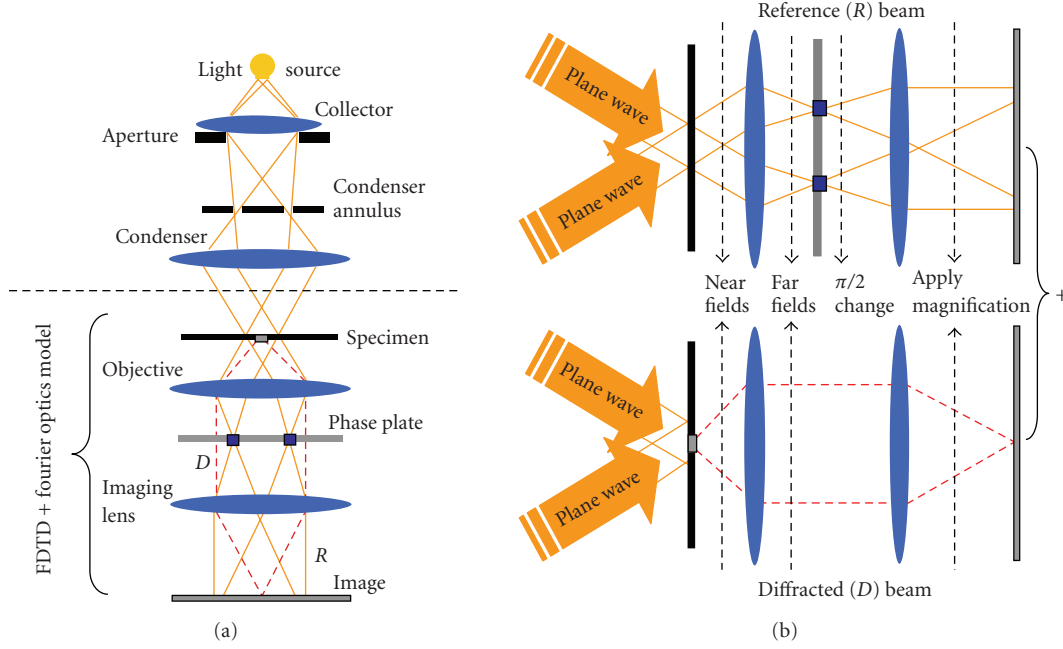 Light source
Collector
Aperture
Condenser
annulus
Condenser
Specimen
Objective
Phase plate
D
Imaging
lens
R
Image
FDTD + fourier optics model
(a)
Reference (R) beam
Plane wave
Plane wave
Near
fields
Far
fields
π/2
change
Apply
magnification
+
Plane wave
Plane wave
Diffracted (D) beam
(b)